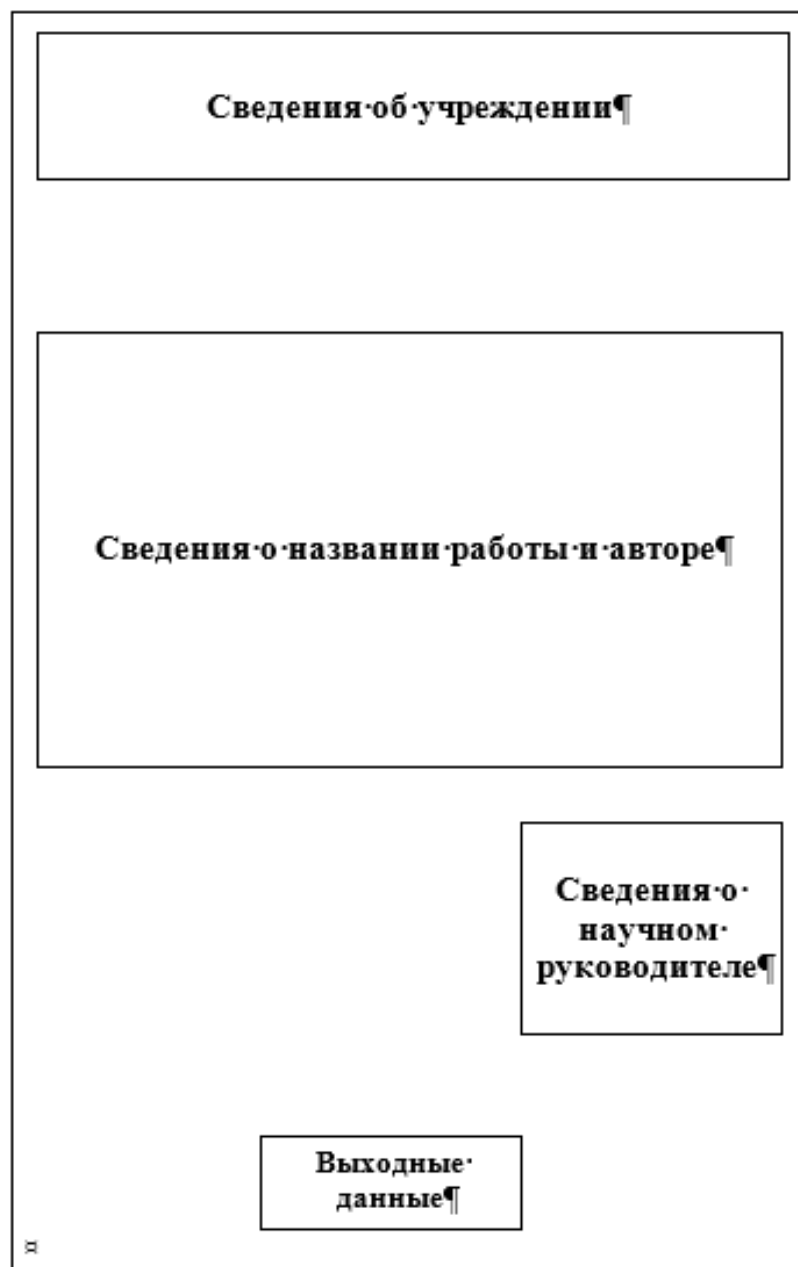 Сведения·об·учреждении¶
Сведения·о·названии·работы·и·авторе¶
Сведения·о·
научном·
руководителе¶
Выходные·
данные¶
¤